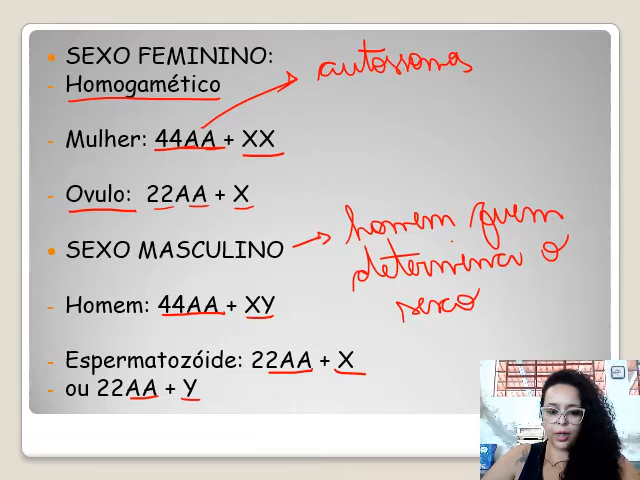 SEXO FEMININO:
Homogamético
autossomos
Mulher: 44AA + XX
Ovulo: 22AA + X
SEXO MASCULINO
homem quem
determina o
sexo
Homem: 44AA + XY
Espermatozóide: 22AA + X
ou 22AA + Y